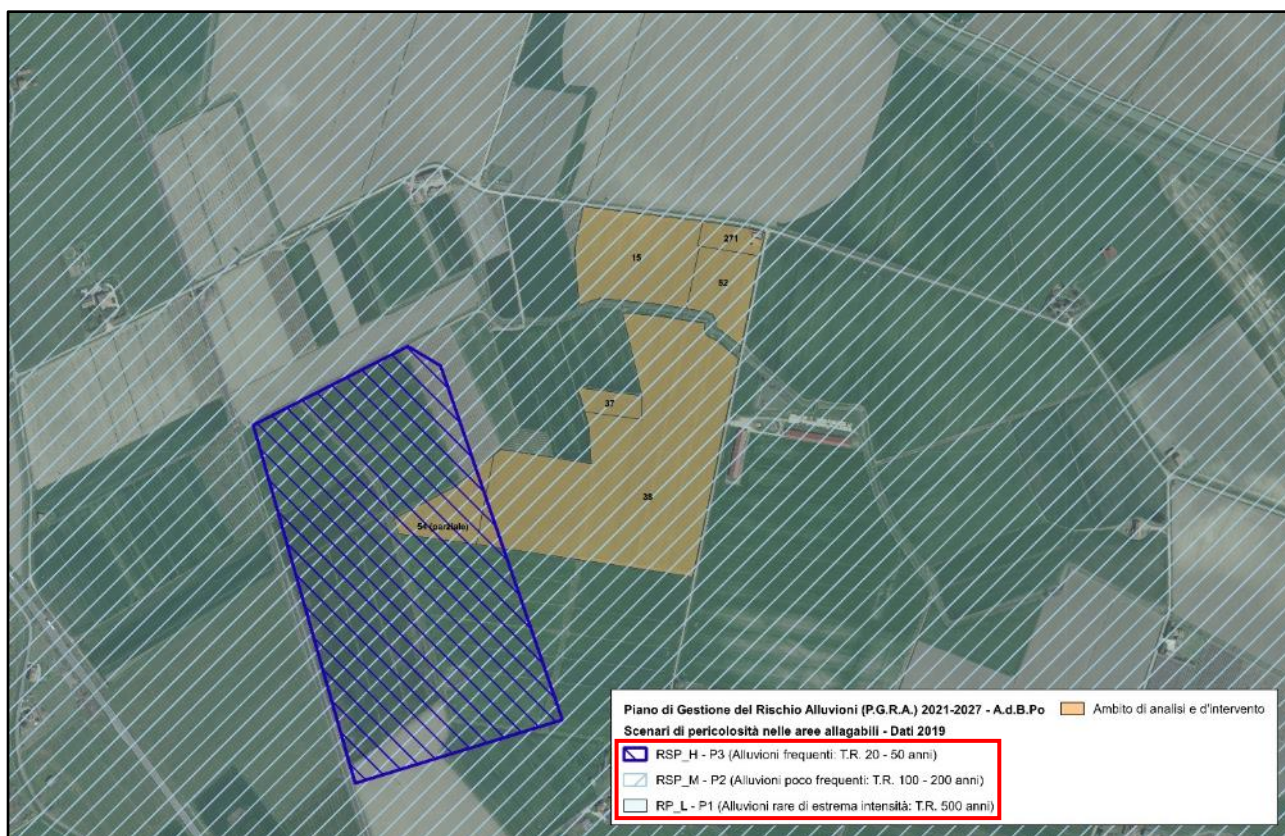 271
15
82
37
38
54 (parziale)
Piano di Gestione del Rischio Alluvioni (P.G.R.A.) 2021-2027 - A.d.B.Po
Ambito di analisi e d'intervento
Scenari di pericolosità nelle aree allagabili - Dati 2019
RSP_H - P3 (Alluvioni frequenti: T.R. 20 - 50 anni)
RSP_M - P2 (Alluvioni poco frequenti: T.R. 100 - 200 anni)
RP_L - P1 (Alluvioni rare di estrema intensità: T.R. 500 anni)